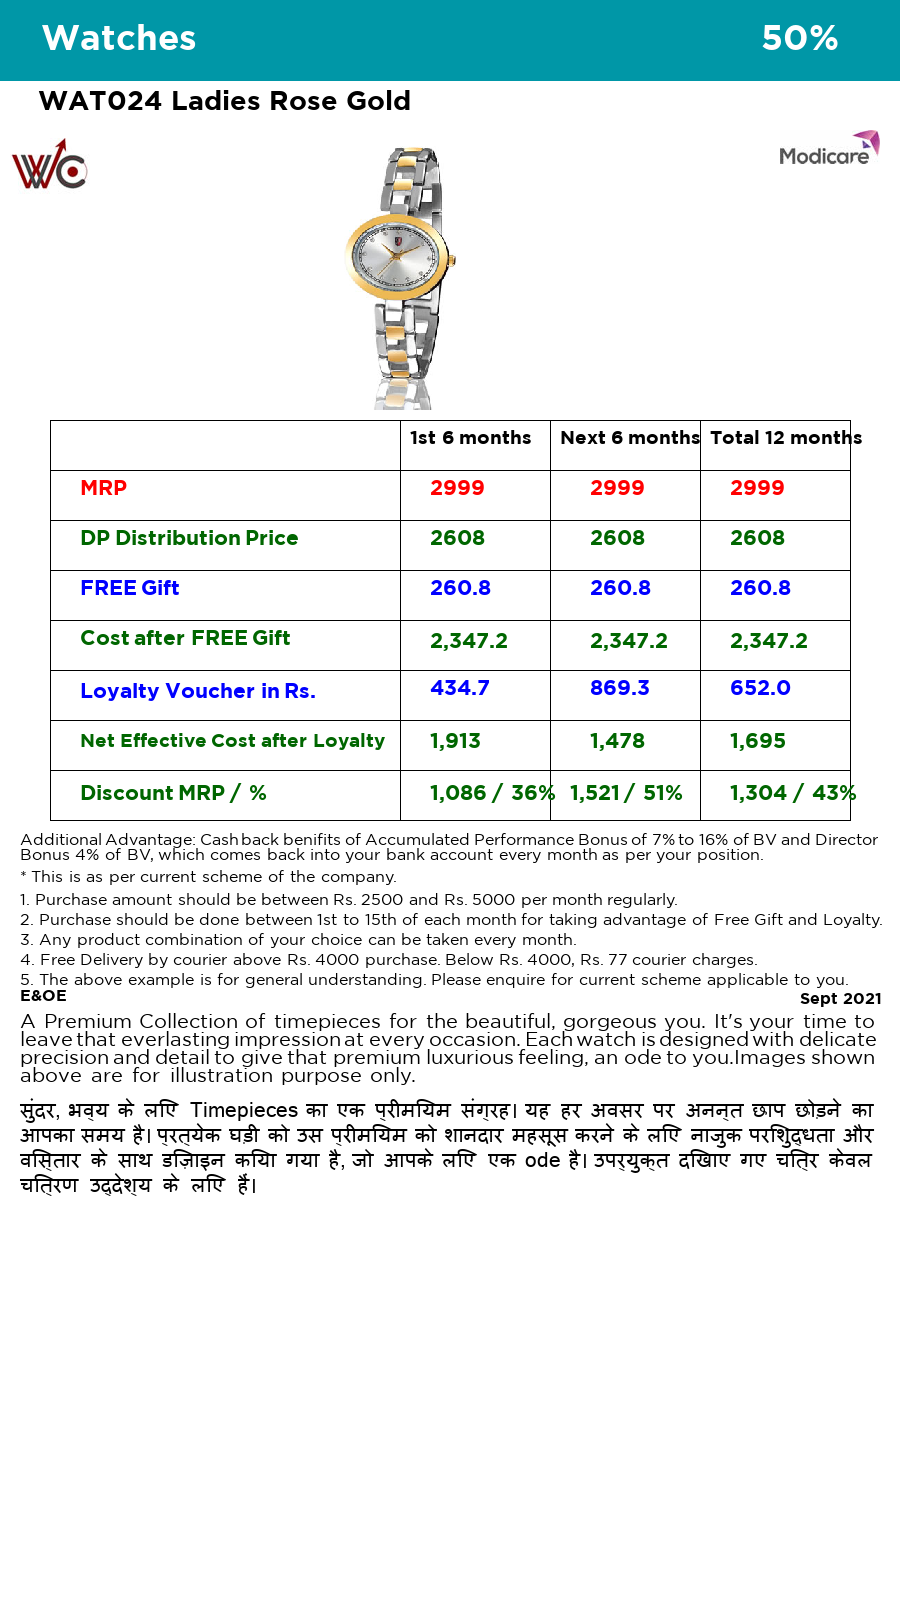 Watches 50%
WAT024 Ladies Rose Gold
WC
Modicare
1st 6 months Next 6 months Total 12 months
MRP 2999 2999 2999
DP Distribution Price 2608 2608 2608
FREE Gift 260.8 260.8 260.8
Cost after FREE Gift 2,347.2 2,347.2 2,347.2
Loyalty Voucher in Rs. 434.7 869.3 652.0
Net Effective Cost after Loyalty 1,913 1,478 1,695
Discount MRP / % 1,086 / 36% 1,521 / 51% 1,304 / 43%
Additional Advantage: Cashback benifits of Accumulated Performance Bonus of 7% to 16% of BV and Director
Bonus 4% of BV, which comes back into your bank account every month as per your position.
* This is as per current scheme of the company.
1. Purchase amount should be between Rs. 2500 and Rs. 5000 per month regularly.
2. Purchase should be done between 1st to 15th of each month for taking advantage of Free Gift and Loyalty.
3. Any product combination of your choice can be taken every month.
4. Free Delivery by courier above Rs. 4000 purchase. Below Rs. 4000, Rs. 77 courier charges.
5. The above example is for general understanding. Please enquire for current scheme applicable to you.
E&OE Sept 2021
A Premium Collection of timepieces for the beautiful, gorgeous you. It's your time to
leave that everlasting impression at every occasion. Each watch is designed with delicate
precision and detail to give that premium luxurious feeling, an ode to you.Images shown
above are for illustration purpose only.
सुंदर, भव्य के लिए Timepieces का एक प्रीमियम संग्रह। यह हर अवसर पर अनन्त छाप छोड़ने का
आपका समय है। प्रत्येक घड़ी को उस प्रीमियम को शानदार महसूस करने के लिए नाजुक परिशुद्धता और
विस्तार के साथ डिज़ाइन किया गया है, जो आपके लिए एक ode है। उपर्युक्त दिखाए गए चित्र केवल
चित्रण उद्देश्य के लिए हैं।